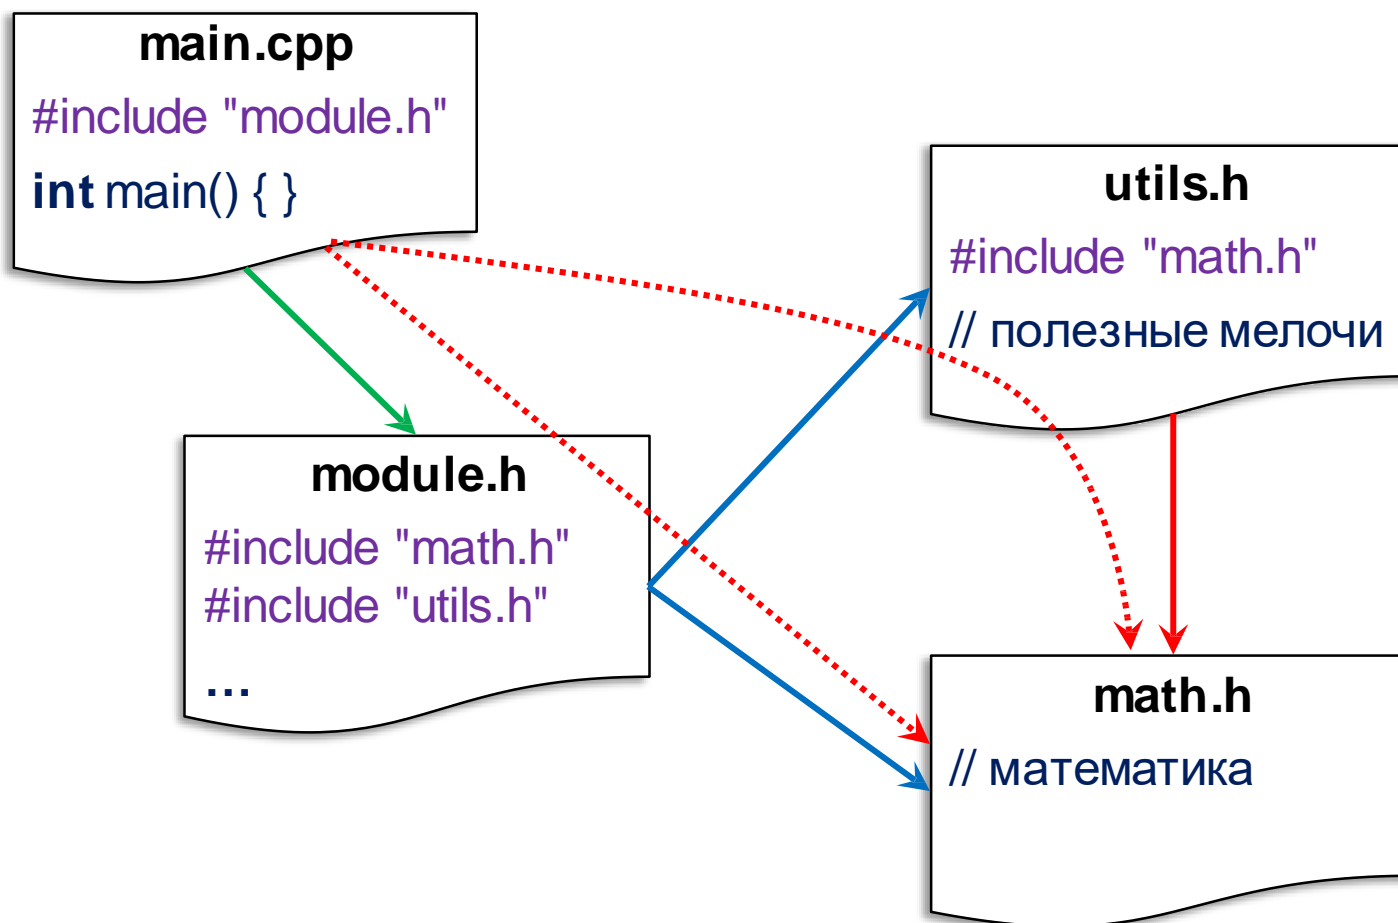 main.cpp
#include "module.h"
int main() { }
utils.h
#include "math.h"
// полезные мелочи
module.h
#include "math.h"
#include "utils.h"
...
math.h
// математика